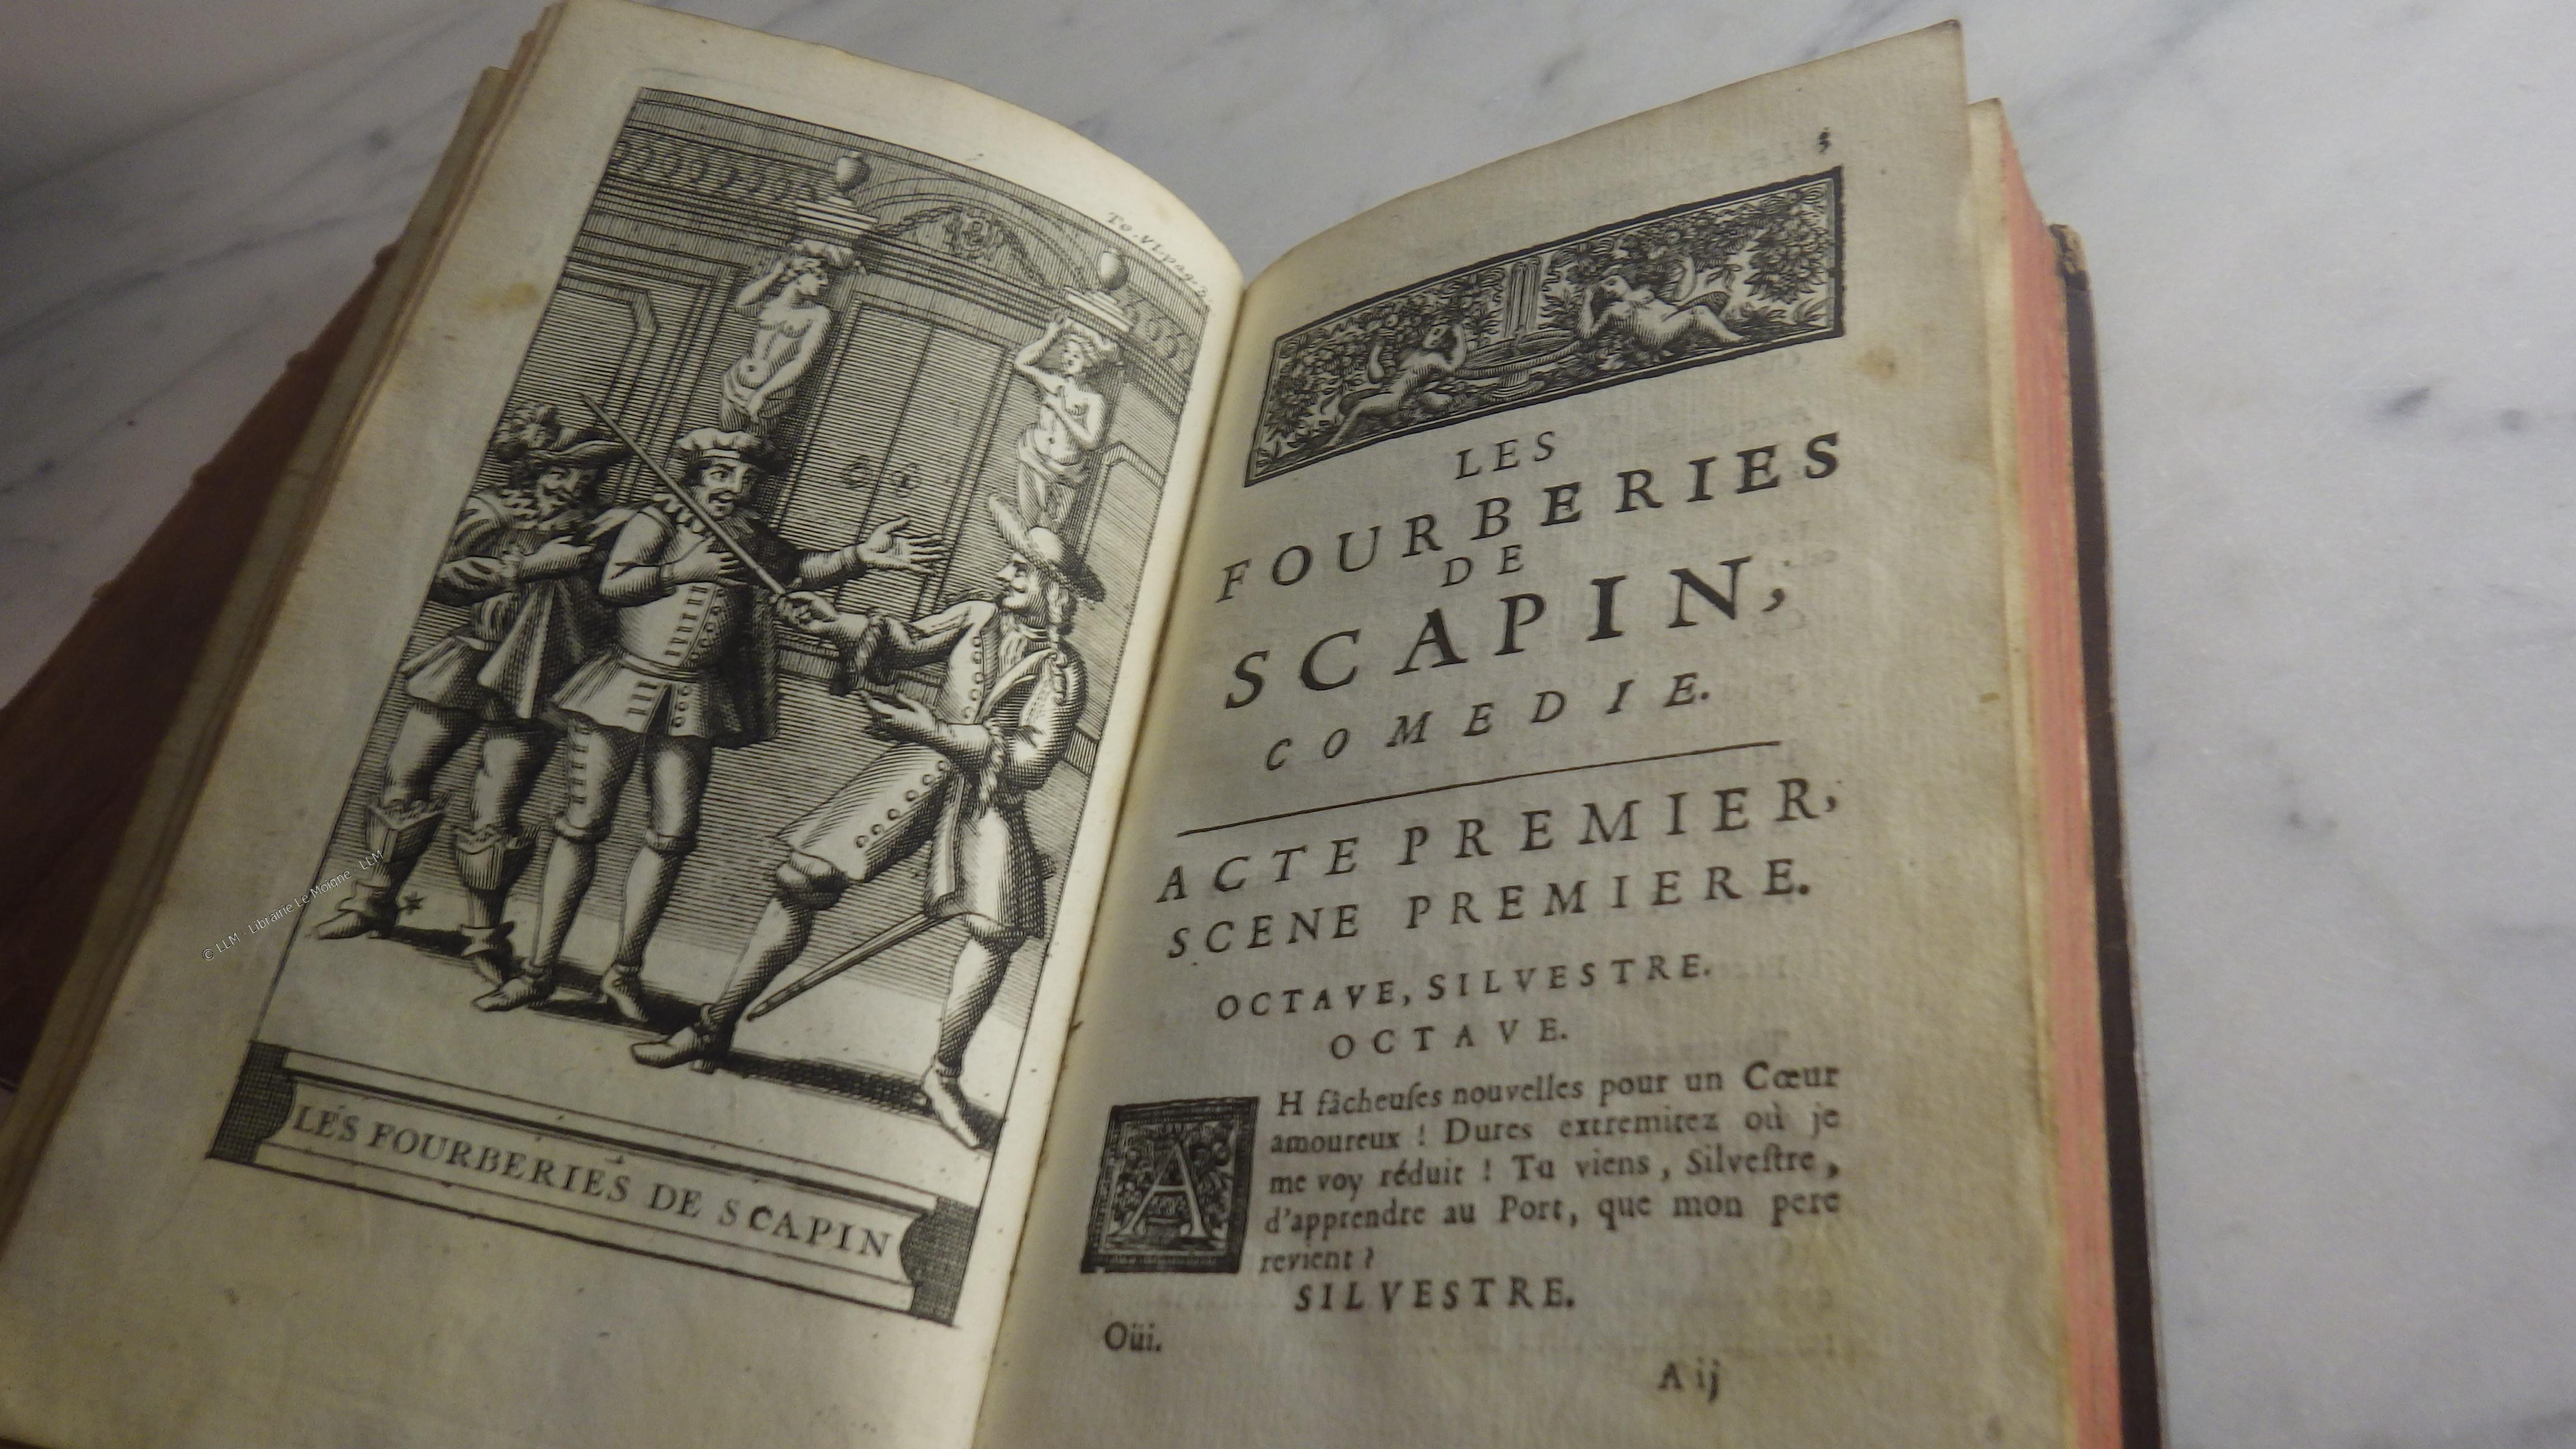 To. VI. pag.
LES FOURBERIES DE SCAPIN
© LLM - Librairie Le Moigne - LLM
3
LES
FOURBERIES
DE
SCAPIN,
COMEDIE.
ACTE PREMIER,
SCENE PREMIERE.
OCTAVE, SILVESTRE.
OCTAVE.
AH fâcheuſes nouvelles pour un Cœur
amoureux ! Dures extremitez où je
me voy réduit ! Tu viens, Silveſtre,
d'apprendre au Port, que mon pere
revient ?
SILVESTRE.
Oüi.
A ij